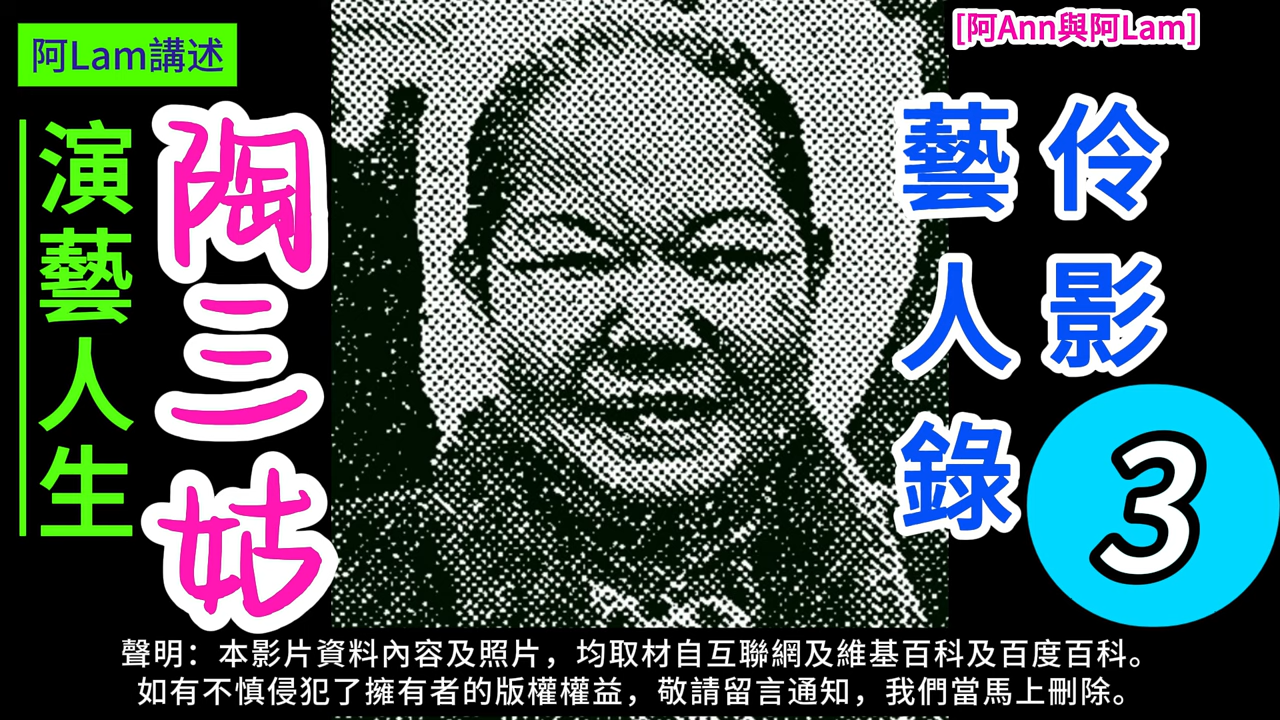 阿Lam講述
[阿Ann與阿Lam]
演藝人生
陶三姑
伶影
藝人錄
3
聲明：本影片資料內容及照片，均取材自互聯網及維基百科及百度百科。
如有不慎侵犯了擁有者的版權權益，敬請留言通知，我們當馬上刪除。